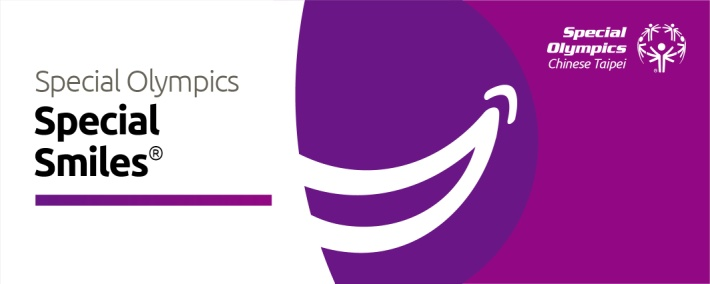 Special Olympics
Special
Smiles®
Special
Olympics
Chinese Taipei